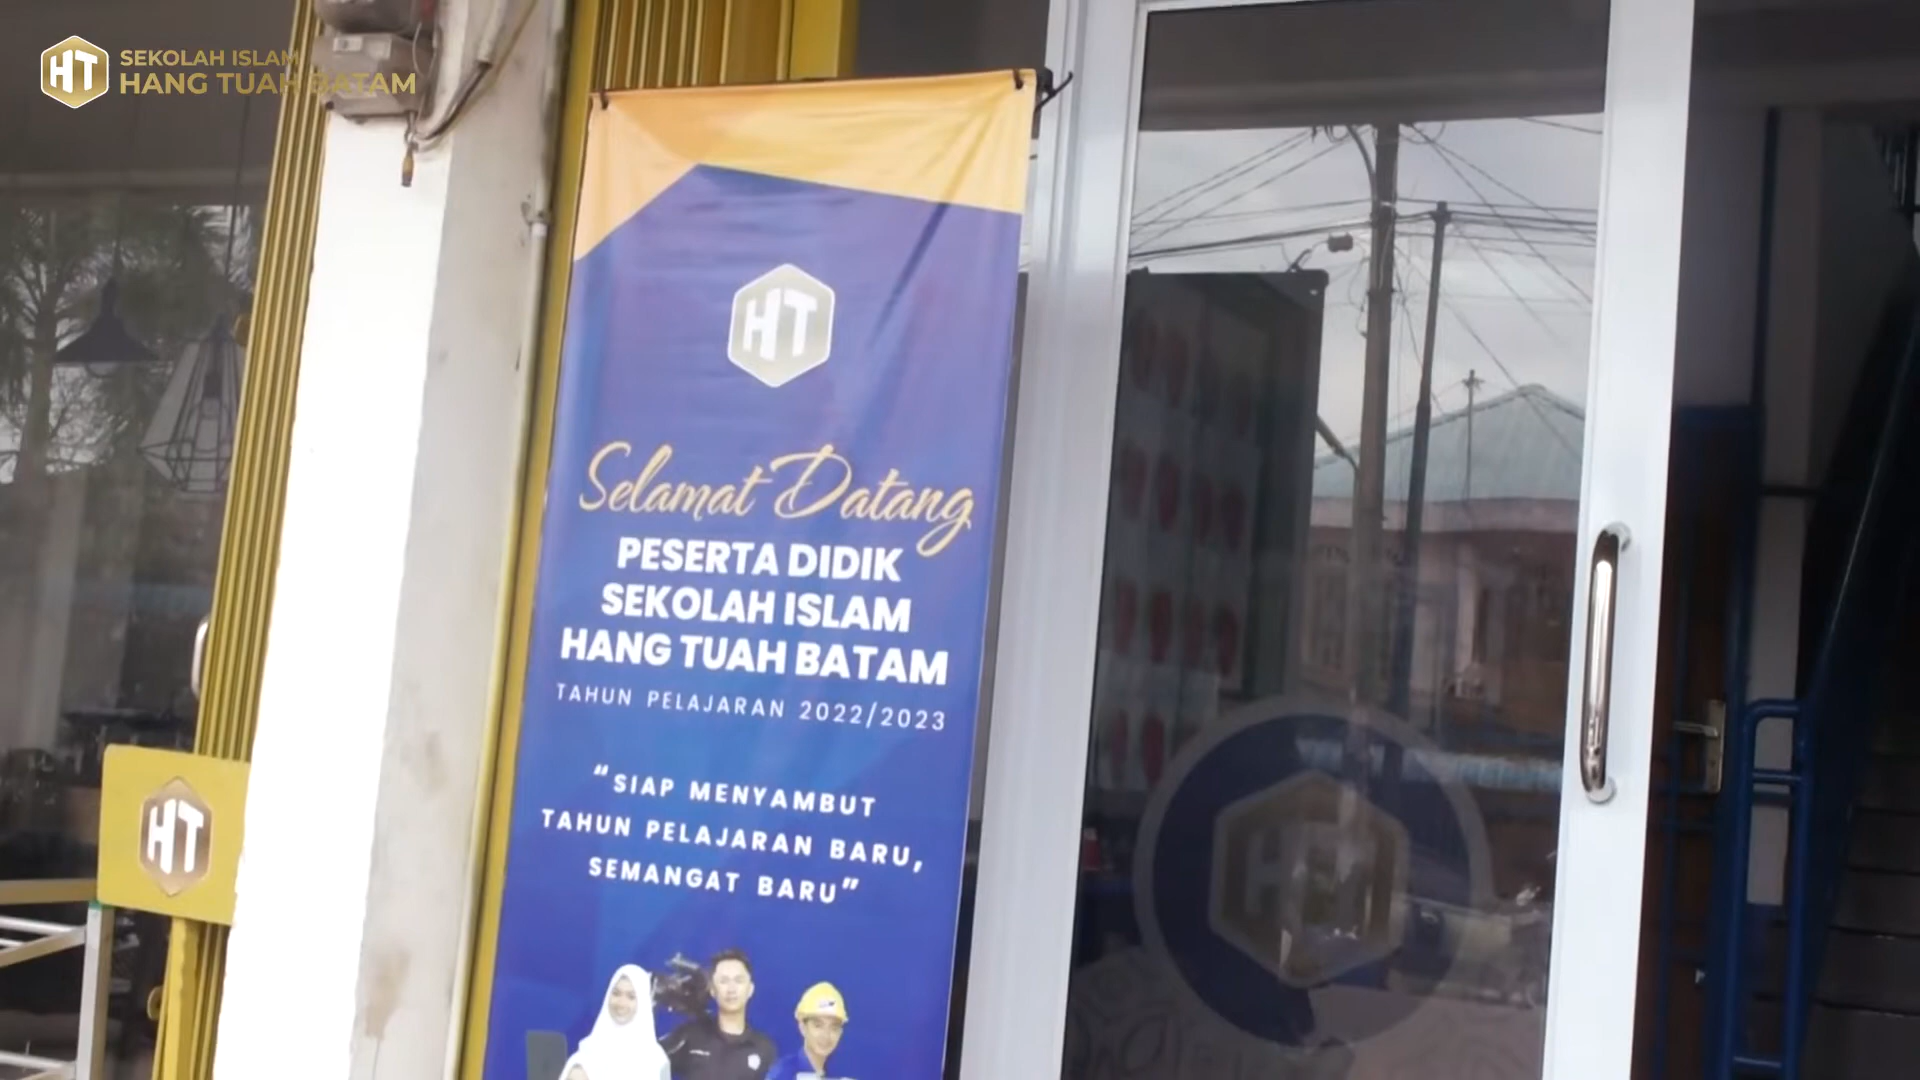 HT
SEKOLAH ISLAM
HANG TUAH BATAM
HT
Selamat Datang
PESERTA DIDIK
SEKOLAH ISLAM
HANG TUAH BATAM
TAHUN PELAJARAN 2022/2023
“SIAP MENYAMBUT
TAHUN PELAJARAN BARU,
SEMANGAT BARU”
HT
HT